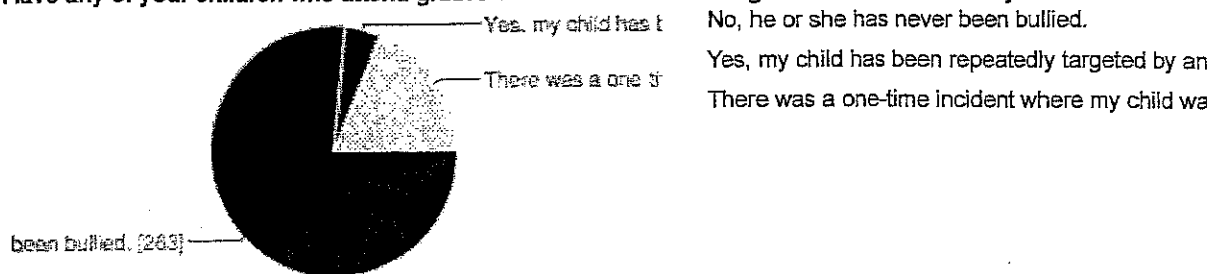 Have any of your children who attend grades
Yes, my child has b
There was a one ti
been bullied. [263]
No, he or she has never been bullied.
Yes, my child has been repeatedly targeted by an
There was a one-time incident where my child wa